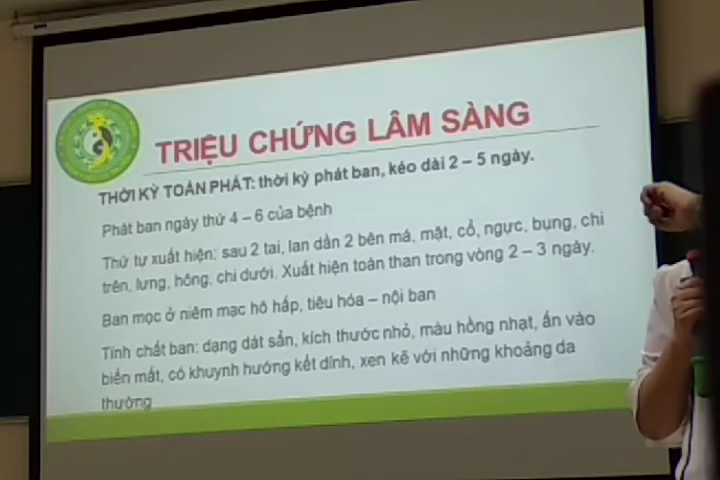 TRIỆU CHỨNG LÂM SÀNG
THỜI KỲ TOÀN PHÁT: thời kỳ phát ban, kéo dài 2 – 5 ngày.
Phát ban ngày thứ 4 – 6 của bệnh
Thứ tự xuất hiện: sau 2 tai, lan dần 2 bên má, mặt, cổ, ngực, bụng, chi
trên, lưng, hông, chi dưới. Xuất hiện toàn than trong vòng 2 – 3 ngày.
Ban mọc ở niêm mạc hô hấp, tiêu hóa – nội ban
Tính chất ban: dạng dát sẩn, kích thước nhỏ, màu hồng nhạt, ấn vào
biến mất, có khuynh hướng kết dính, xen kẽ với những khoảng da
thường